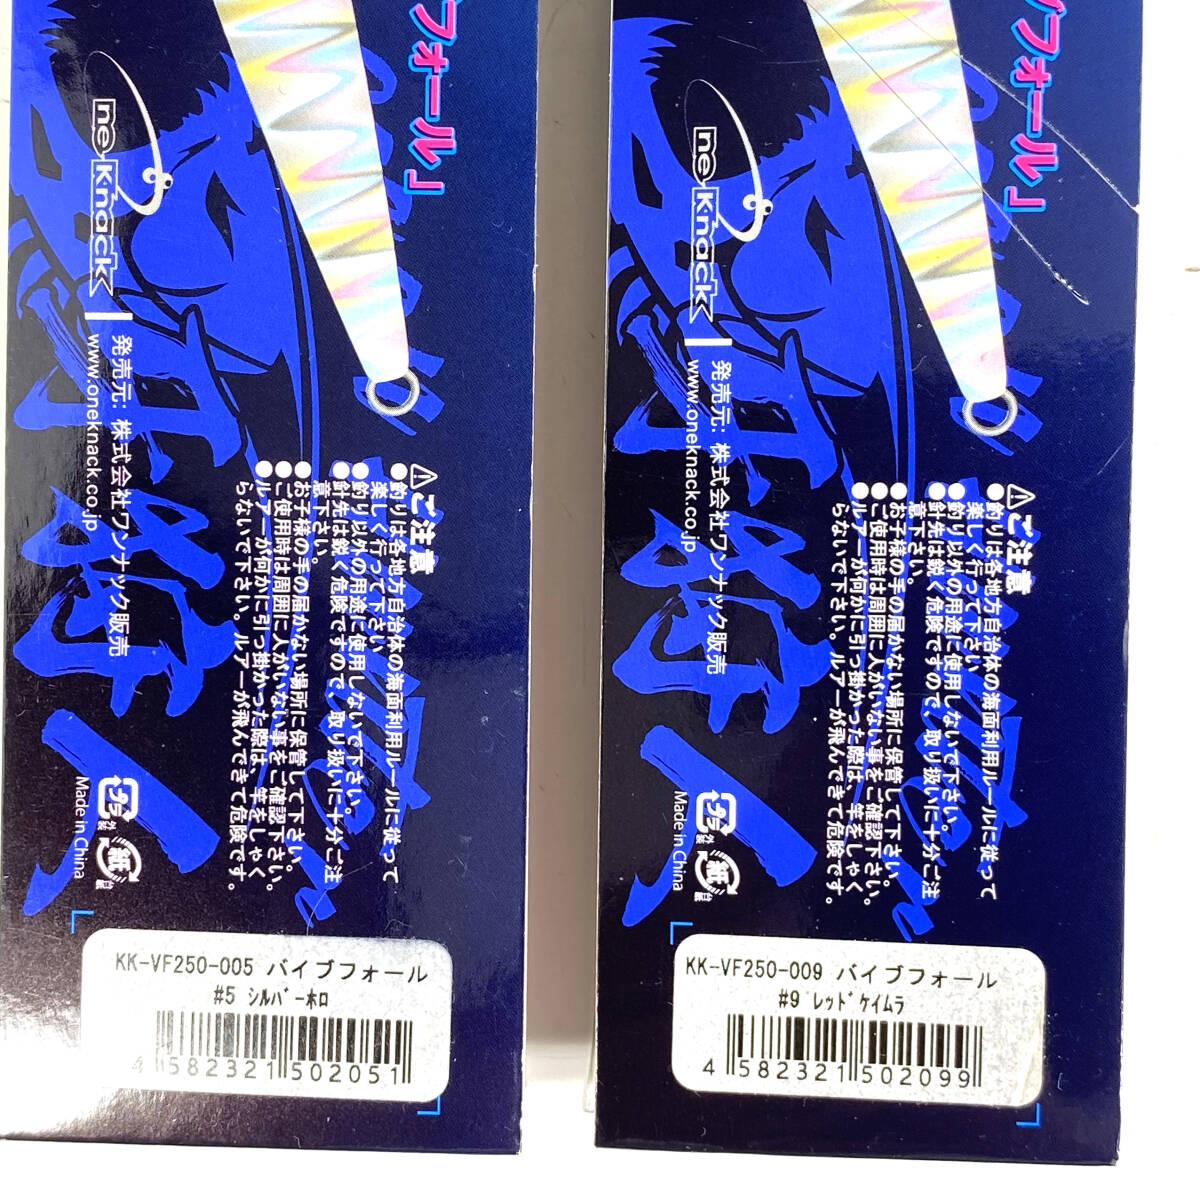 フォール」
ne knack
発売元: 株式会社ワンナック販売
www.oneknack.co.jp
ご注意
●釣りは各地方自治体の海面利用ルールに従って
楽しく行って下さい
●釣り以外の用途に使用しないで下さい。
●針先は鋭く危険ですので、取り扱いに十分ご注
意下さい。
●お子様の手の届かない場所に保管して下さい。
●ご使用時は周囲に人がいない事をご確認下さい。
●ルアーが何かに引っ掛かった際は、竿をしゃく
らないで下さい。ルアーが飛んできて危険です。
プラ
外装
紙
台紙
Made in China
KK-VF250-005 バイブフォール
#5 シルバーホロ
4 582321 502051
フォール」
ne knack
発売元: 株式会社ワンナック販売
www.oneknack.co.jp
ご注意
●釣りは各地方自治体の海面利用ルールに従って
楽しく行って下さい
●釣り以外の用途に使用しないで下さい。
●針先は鋭く危険ですので、取り扱いに十分ご注
意下さい。
●お子様の手の届かない場所に保管して下さい。
●ご使用時は周囲に人がいない事をご確認下さい。
●ルアーが何かに引っ掛かった際は、竿をしゃく
らないで下さい。ルアーが飛んできて危険です。
プラ
外装
紙
台紙
Made in China
KK-VF250-009 バイブフォール
#9 レッドケイムラ
4 582321 502099